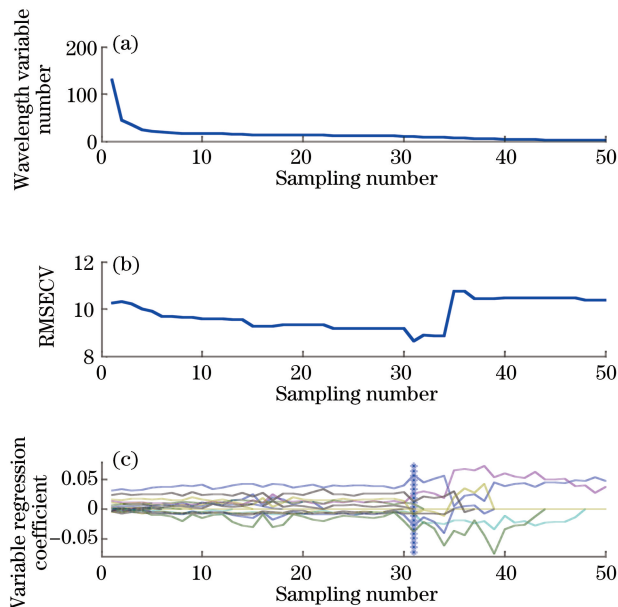 (a)
Wavelength variable
number
200
100
0
0 10 20 30 40 50
Sampling number
(b)
RMSECV
12
10
8
0 10 20 30 40 50
Sampling number
(c)
Variable regression
coefficient
0.05
0
−0.05
0 10 20 30 40 50
Sampling number